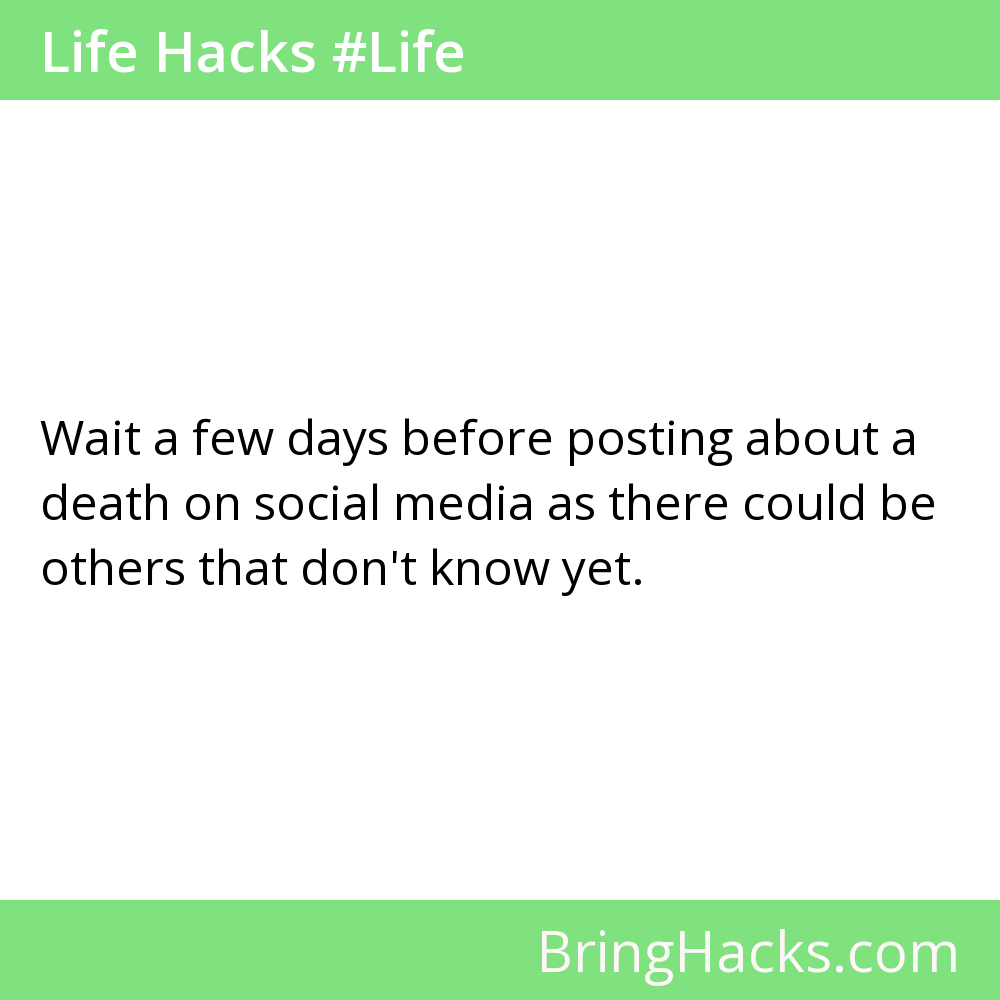 Life Hacks #Life
Wait a few days before posting about a
death on social media as there could be
others that don't know yet.
BringHacks.com